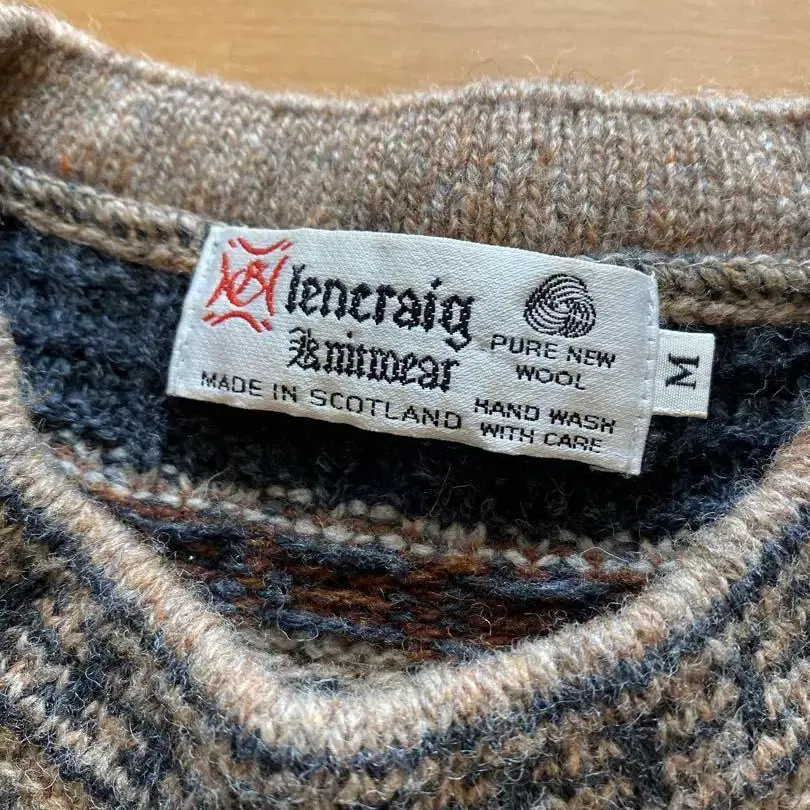 Glencraig
Knitwear
MADE IN SCOTLAND
PURE NEW
WOOL
HAND WASH
WITH CARE
M